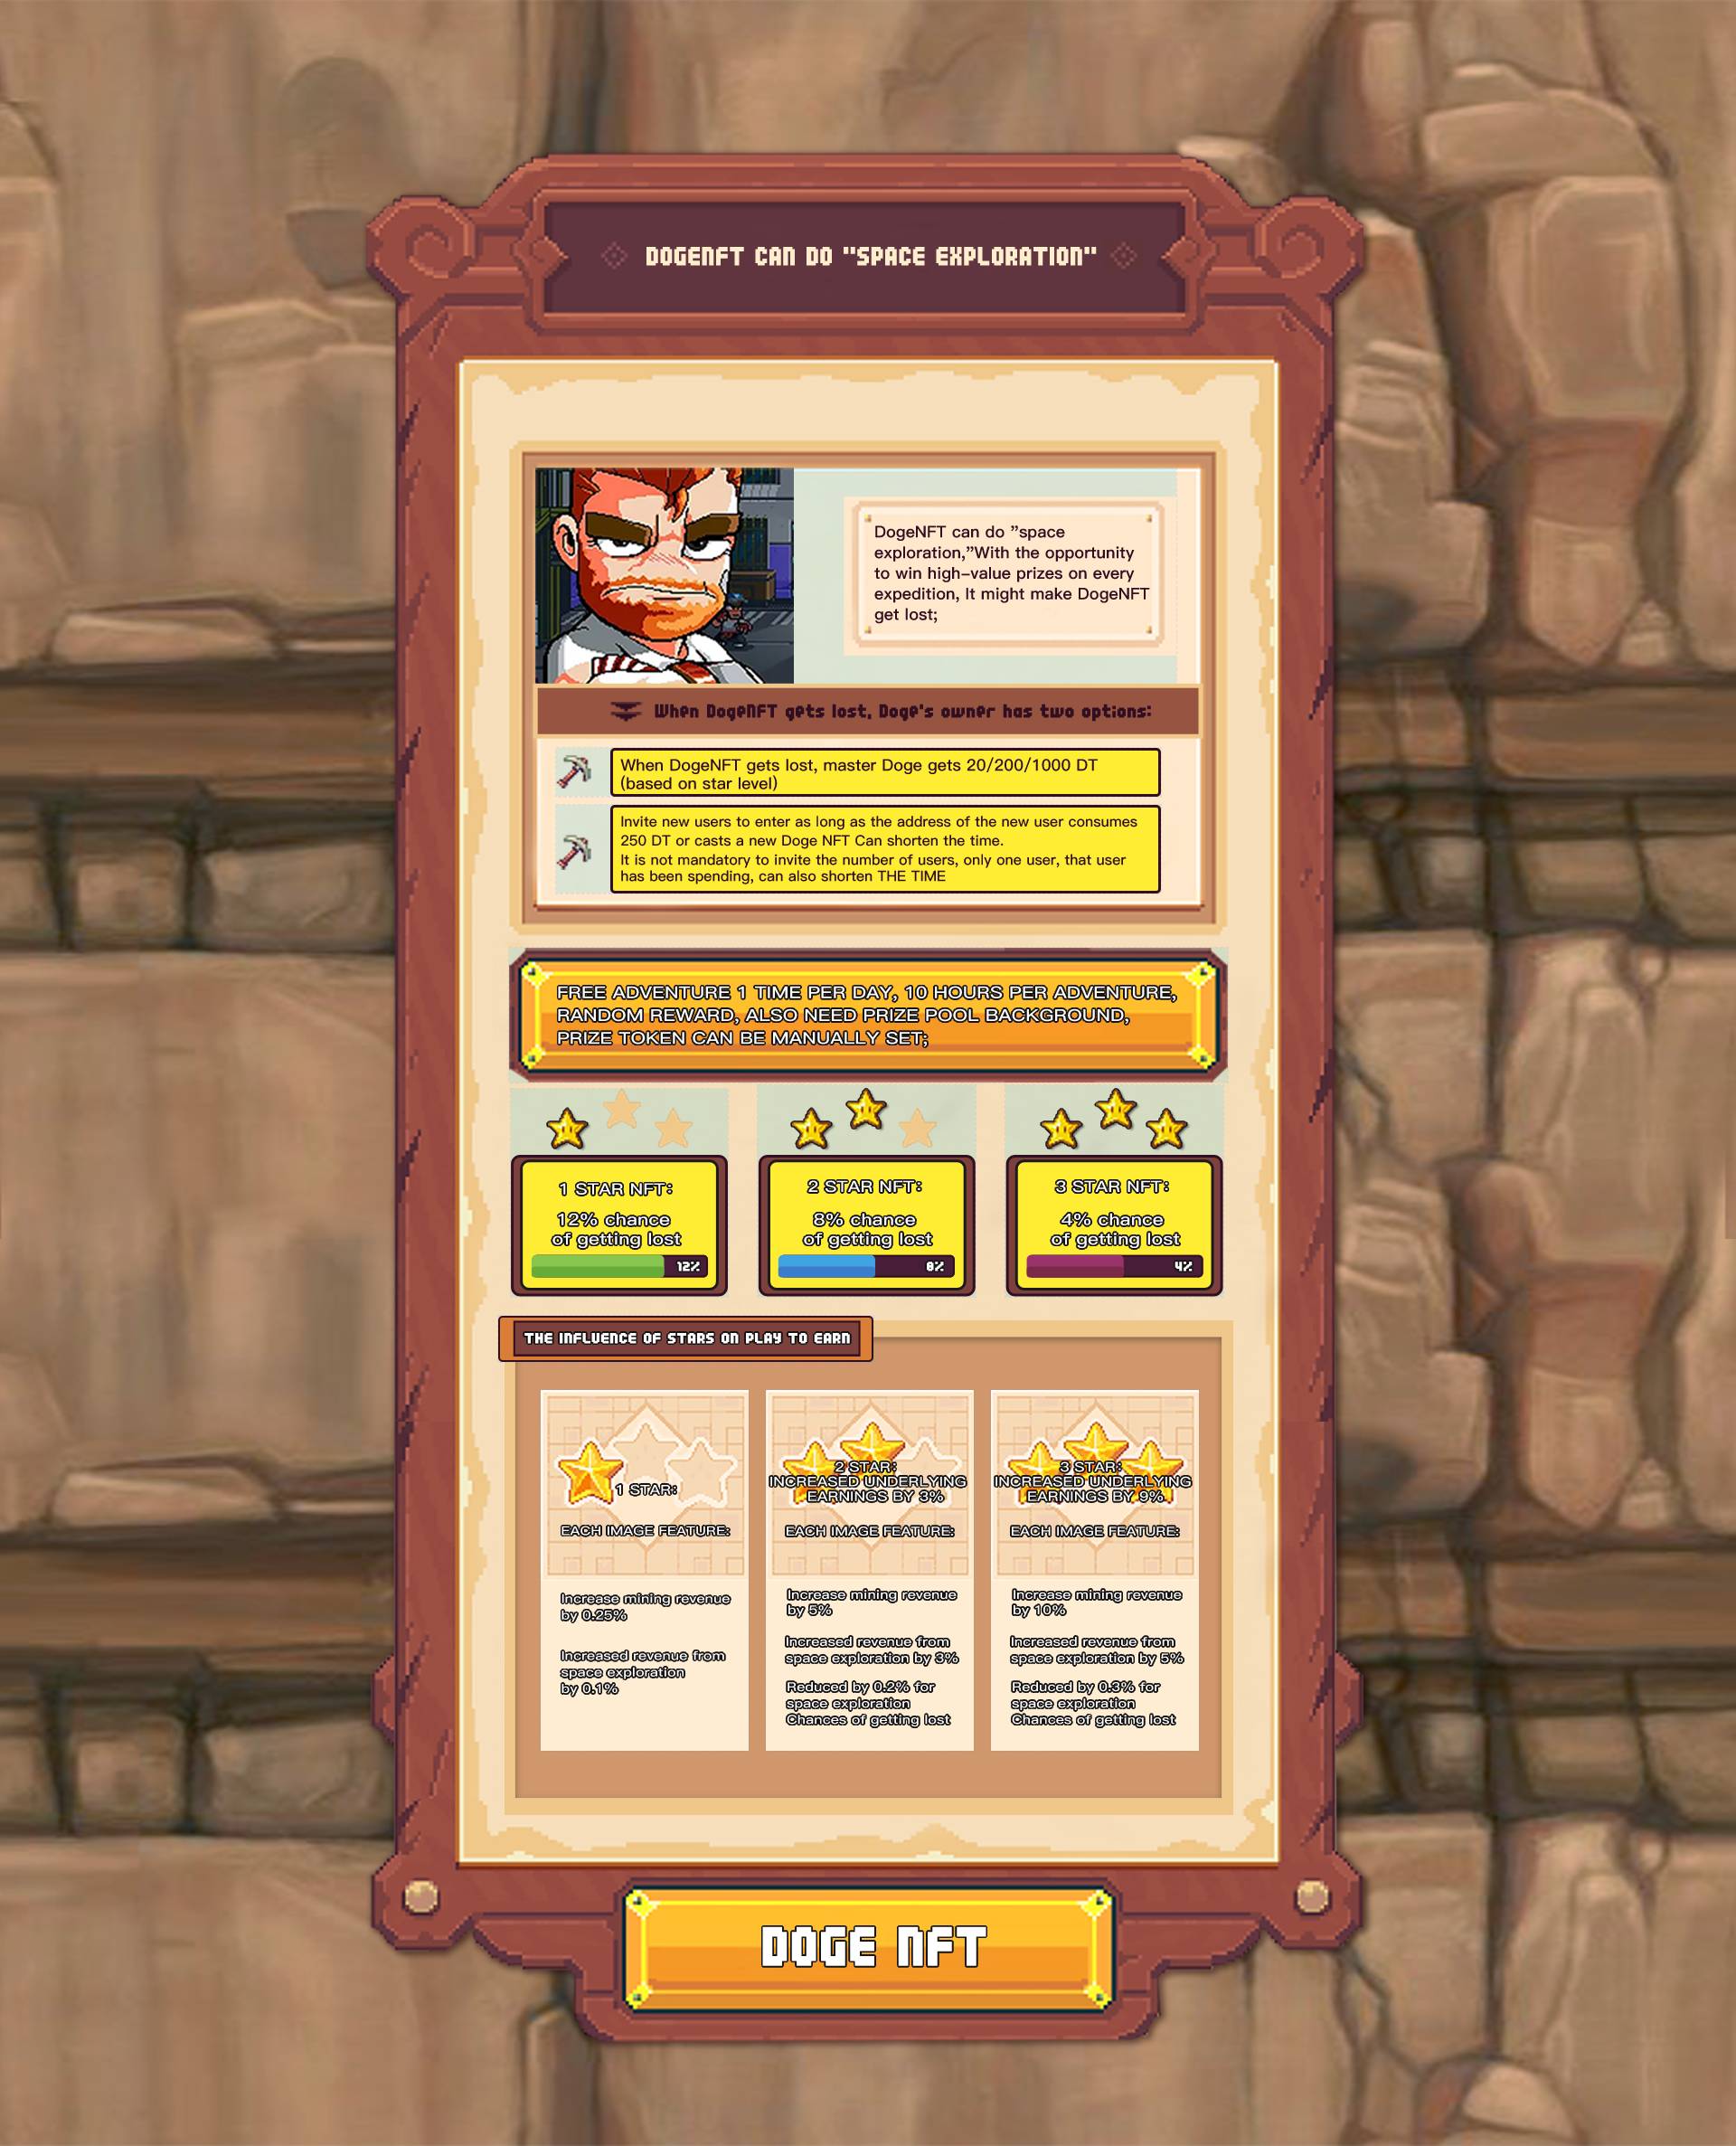 DOGENFT CAN DO "SPACE EXPLORATION"
DogeNFT can do ”space
exploration,”With the opportunity
to win high–value prizes on every
expedition, It might make DogeNFT
get lost;
When DogeNFT gets lost, Doge's owner has two options:
When DogeNFT gets lost, master Doge gets 20/200/1000 DT
(based on star level)
Invite new users to enter as long as the address of the new user consumes
250 DT or casts a new Doge NFT Can shorten the time.
It is not mandatory to invite the number of users, only one user, that user
has been spending, can also shorten THE TIME
FREE ADVENTURE 1 TIME PER DAY, 10 HOURS PER ADVENTURE,
RANDOM REWARD, ALSO NEED PRIZE POOL BACKGROUND,
PRIZE TOKEN CAN BE MANUALLY SET;
1 STAR NFT:
12% chance
of getting lost
12%
2 STAR NFT:
8% chance
of getting lost
8%
3 STAR NFT:
4% chance
of getting lost
4%
THE INFLUENCE OF STARS ON PLAY TO EARN
1 STAR:
EACH IMAGE FEATURE:
Increase mining revenue
by 0.25%
Increased revenue from
space exploration
by 0.1%
2 STAR:
INCREASED UNDERLYING
EARNINGS BY 3%
EACH IMAGE FEATURE:
Increase mining revenue
by 5%
Increased revenue from
space exploration by 3%
Reduced by 0.2% for
space exploration
Chances of getting lost
3 STAR:
INCREASED UNDERLYING
EARNINGS BY 9%
EACH IMAGE FEATURE:
Increase mining revenue
by 10%
Increased revenue from
space exploration by 5%
Reduced by 0.3% for
space exploration
Chances of getting lost
DOGE NFT